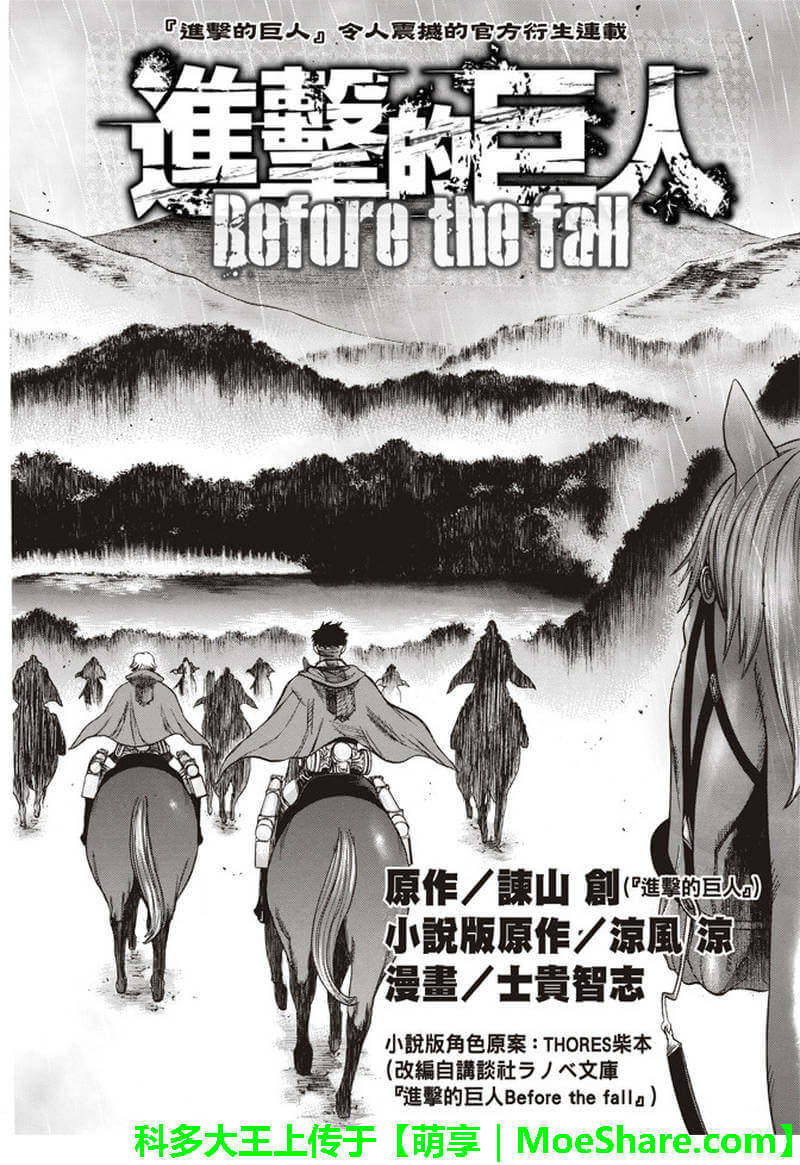 『進擊的巨人』令人震撼的官方衍生連載
進擊的巨人
Before the fall
原作／諫山 創(『進擊的巨人』)
小說版原作／涼風 涼
漫畫／士貴智志
小說版角色原案：THORES柴本
(改編自講談社ラノベ文庫
『進擊的巨人Before the fall』)
科多大王上传于【萌享】MoeShare.com】